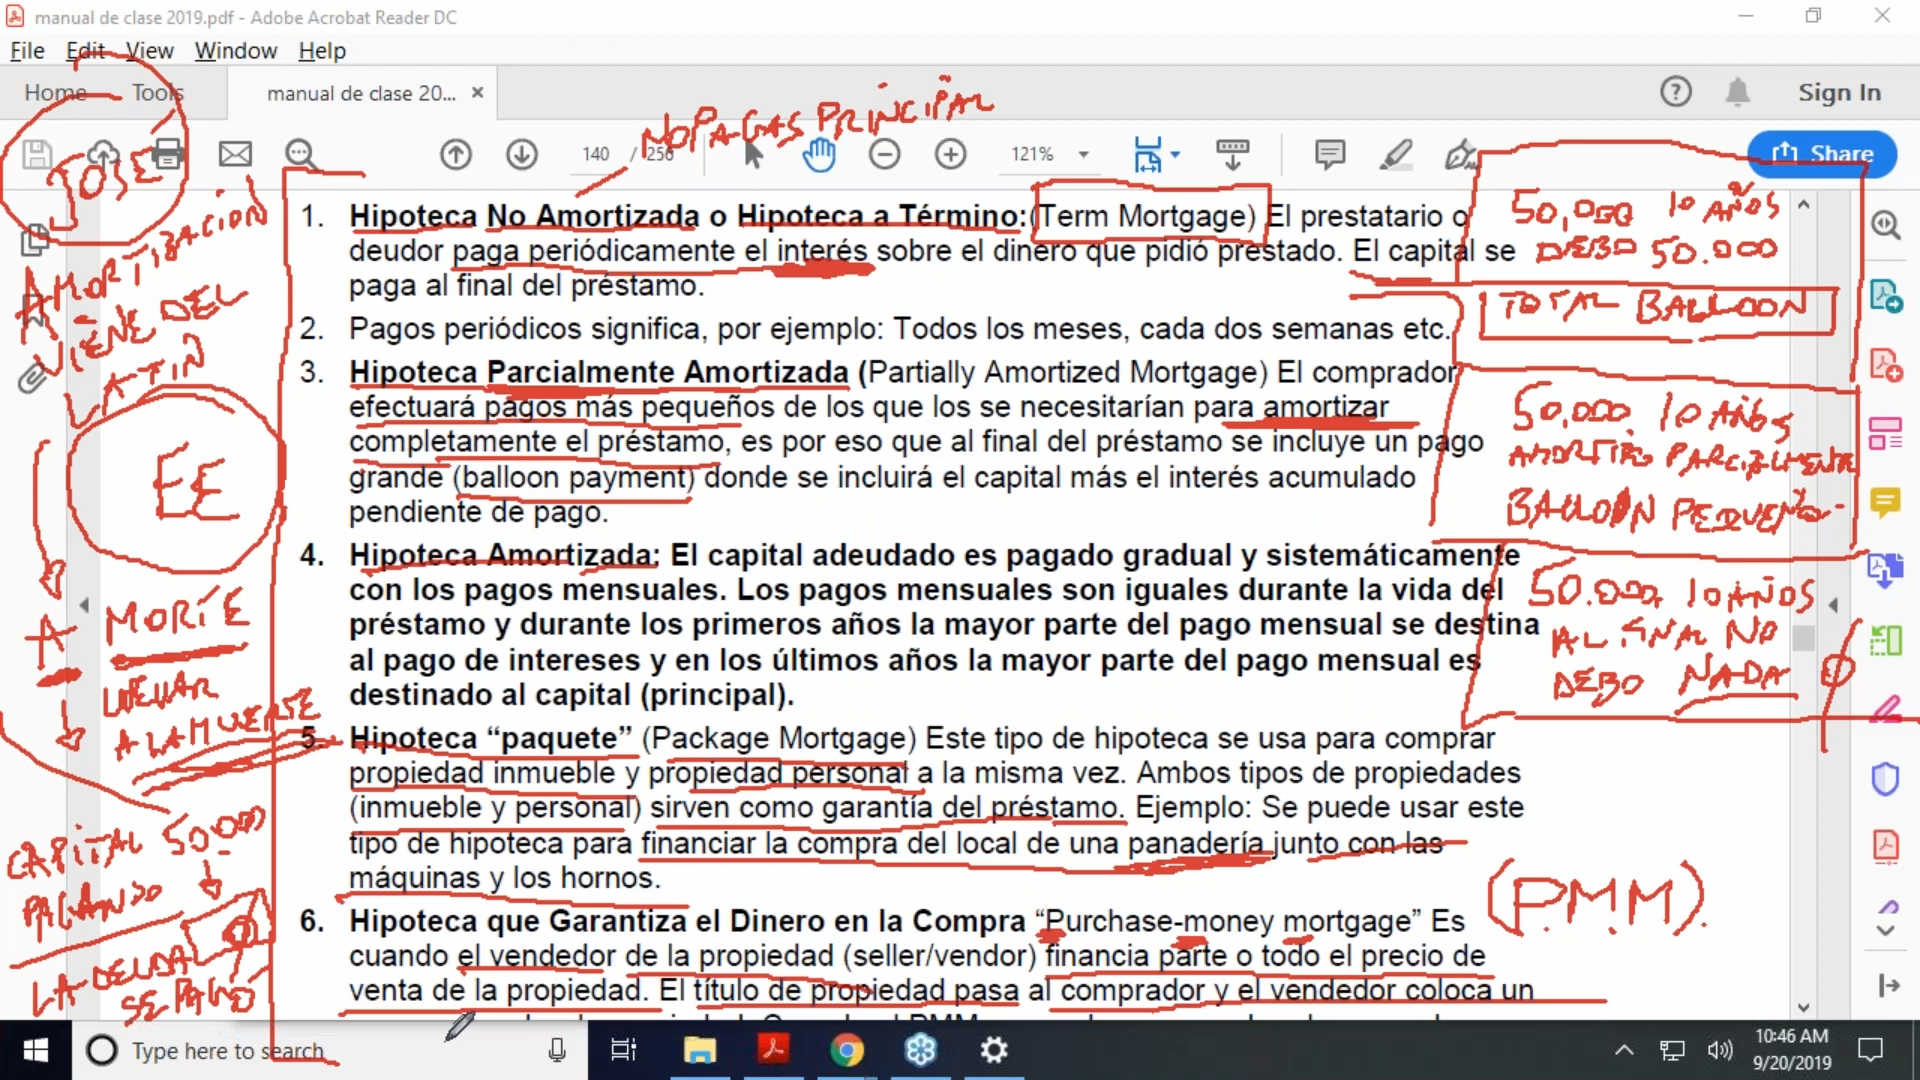 manual de clase 2019.pdf - Adobe Acrobat Reader DC
File Edit View Window Help
Home Tools manual de clase 20... × Sign In
NO PAGAS PRINCIPAL
140 / 256 121% Share
JOSE
AMORTIZACION
VIENE DEL
LATIN
EE
A MORTE
LLEVAR
A LA MUERTE
CAPITAL 50.000
PAGANDO
LA DEUDA
SE PAGO
1. Hipoteca No Amortizada o Hipoteca a Término:(Term Mortgage) El prestatario o
deudor paga periódicamente el interés sobre el dinero que pidió prestado. El capital se
paga al final del préstamo.
2. Pagos periódicos significa, por ejemplo: Todos los meses, cada dos semanas etc.
3. Hipoteca Parcialmente Amortizada (Partially Amortized Mortgage) El comprador
efectuará pagos más pequeños de los que los se necesitarían para amortizar
completamente el préstamo, es por eso que al final del préstamo se incluye un pago
grande (balloon payment) donde se incluirá el capital más el interés acumulado
pendiente de pago.
4. Hipoteca Amortizada: El capital adeudado es pagado gradual y sistemáticamente
con los pagos mensuales. Los pagos mensuales son iguales durante la vida del
préstamo y durante los primeros años la mayor parte del pago mensual se destina
al pago de intereses y en los últimos años la mayor parte del pago mensual es
destinado al capital (principal).
5. Hipoteca “paquete” (Package Mortgage) Este tipo de hipoteca se usa para comprar
propiedad inmueble y propiedad personal a la misma vez. Ambos tipos de propiedades
(inmueble y personal) sirven como garantía del préstamo. Ejemplo: Se puede usar este
tipo de hipoteca para financiar la compra del local de una panadería junto con las
máquinas y los hornos.
6. Hipoteca que Garantiza el Dinero en la Compra “Purchase-money mortgage” Es
cuando el vendedor de la propiedad (seller/vendor) financia parte o todo el precio de
venta de la propiedad. El título de propiedad pasa al comprador y el vendedor coloca un
50,000 10 AÑOS
DEBO 50.000
TOTAL BALLOON
50,000 10 AÑOS
AMORTIZO PARCIALMENTE
BALLOON PEQUEÑO
50.000 10 AÑOS
AL FINAL NO
DEBO NADA
(PMM).
Type here to search
10:46 AM
9/20/2019